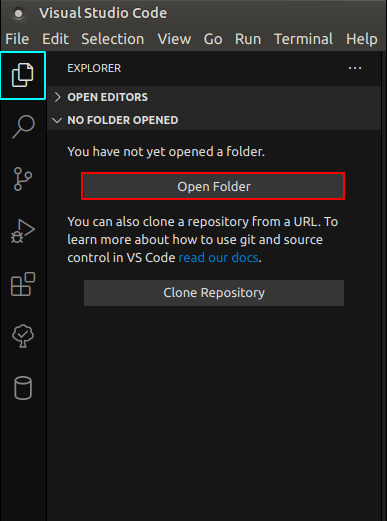 Visual Studio Code
File Edit Selection View Go Run Terminal Help
EXPLORER ...
OPEN EDITORS
NO FOLDER OPENED
You have not yet opened a folder.
Open Folder
You can also clone a repository from a URL. To
learn more about how to use git and source
control in VS Code read our docs.
Clone Repository